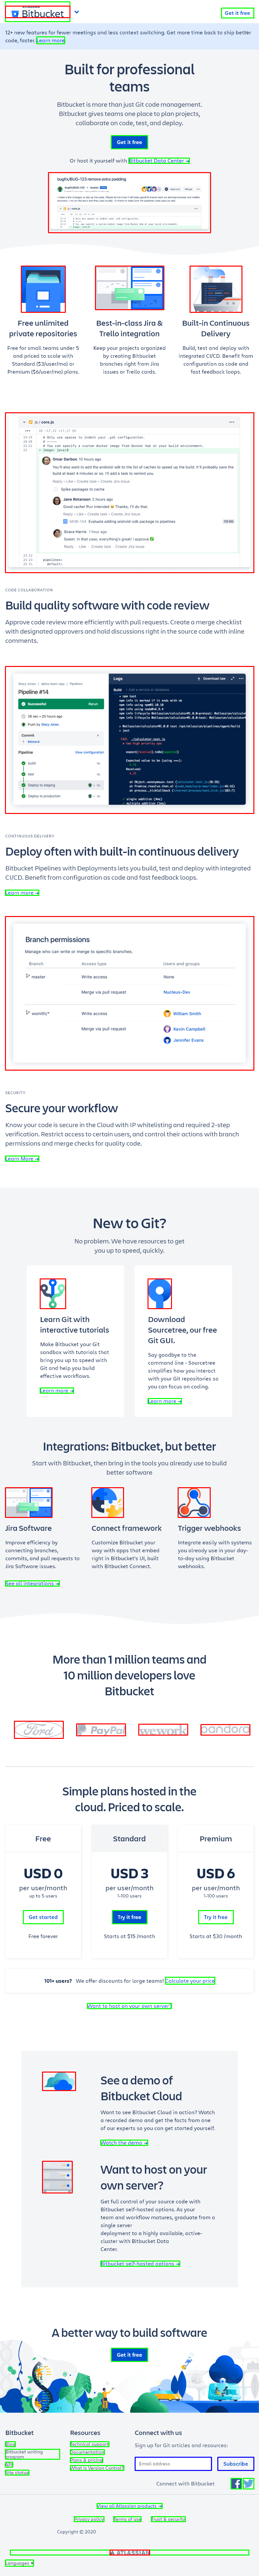 Bitbucket
Get it free
12+ new features for fewer meetings and less context switching. Get more time back to ship better
code, faster. Learn more
Built for professional
teams
Bitbucket is more than just Git code management.
Bitbucket gives teams one place to plan projects,
collaborate on code, test, and deploy.
Get it free
Or host it yourself with Bitbucket Data Center →
bugfix/BUG-123 remove extra padding
Free unlimited
private repositories
Free for small teams under 5
and priced to scale with
Standard ($3/user/mo) or
Premium ($6/user/mo) plans.
Best-in-class Jira &
Trello integration
Keep your projects organized
by creating Bitbucket
branches right from Jira
issues or Trello cards.
Built-in Continuous
Delivery
Build, test and deploy with
integrated CI/CD. Benefit from
configuration as code and
fast feedback loops.
CODE COLLABORATION
Build quality software with code review
Approve code review more efficiently with pull requests. Create a merge checklist
with designated approvers and hold discussions right in the source code with inline
comments.
Pipeline #14
Successful
Rerun
Logs
Download raw
Build
Commit
Pipeline
View configuration
build
test
Deploy to staging
Deploy to production
CONTINUOUS DELIVERY
Deploy often with built-in continuous delivery
Bitbucket Pipelines with Deployments lets you build, test and deploy with integrated
CI/CD. Benefit from configuration as code and fast feedback loops.
Learn more →
Branch permissions
Manage who can write or merge to specific branches.
Branch Access type Users and groups
master Write access None
Merge via pull request Nucleus-Dev
Write access William Smith
Merge via pull request Kevin Campbell
Jennifer Evans
SECURITY
Secure your workflow
Know your code is secure in the Cloud with IP whitelisting and required 2-step
verification. Restrict access to certain users, and control their actions with branch
permissions and merge checks for quality code.
Learn More →
New to Git?
No problem. We have resources to get
you up to speed, quickly.
Learn Git with
interactive tutorials
Make Bitbucket your Git
sandbox with tutorials that
bring you up to speed with
Git and help you build
effective workflows.
Learn more →
Download
Sourcetree, our free
Git GUI.
Say goodbye to the
command line - Sourcetree
simplifies how you interact
with your Git repositories so
you can focus on coding.
Learn more →
Integrations: Bitbucket, but better
Start with Bitbucket, then bring in the tools you already use to build
better software
Jira Software
Improve efficiency by
connecting branches,
commits, and pull requests to
Jira Software issues.
Connect framework
Customize Bitbucket your
way with apps that embed
right in Bitbucket's UI, built
with Bitbucket Connect.
Trigger webhooks
Integrate easily with systems
you already use in your day-
to-day using Bitbucket
webhooks.
See all integrations →
More than 1 million teams and
10 million developers love
Bitbucket
Ford
PayPal
wework
pandora
Simple plans hosted in the
cloud. Priced to scale.
Free
USD 0
per user/month
up to 5 users
Get started
Free forever
Standard
USD 3
per user/month
1-100 users
Try it free
Starts at $15 /month
Premium
USD 6
per user/month
1-100 users
Try it free
Starts at $30 /month
101+ users? We offer discounts for large teams! Calculate your price
Want to host on your own server?
See a demo of
Bitbucket Cloud
Want to see Bitbucket Cloud in action? Watch
a recorded demo and get the facts from one
of our experts so you can get started yourself.
Watch the demo →
Want to host on your
own server?
Get full control of your source code with
Bitbucket self-hosted options. As your
team and workflow matures, graduate from a
single server
deployment to a highly available, active-
cluster with Bitbucket Data
Center.
Bitbucket self-hosted options →
A better way to build software
Get it free
Bitbucket
Blog
Bitbucket writing
program
API
Site status
Resources
Technical support
Documentation
Plans & pricing
What is Version Control?
Connect with us
Sign up for Git articles and resources:
Email address
Subscribe
Connect with Bitbucket
View all Atlassian products →
Privacy policy
Terms of use
Trust & security
Copyright © 2020
ATLASSIAN
Languages